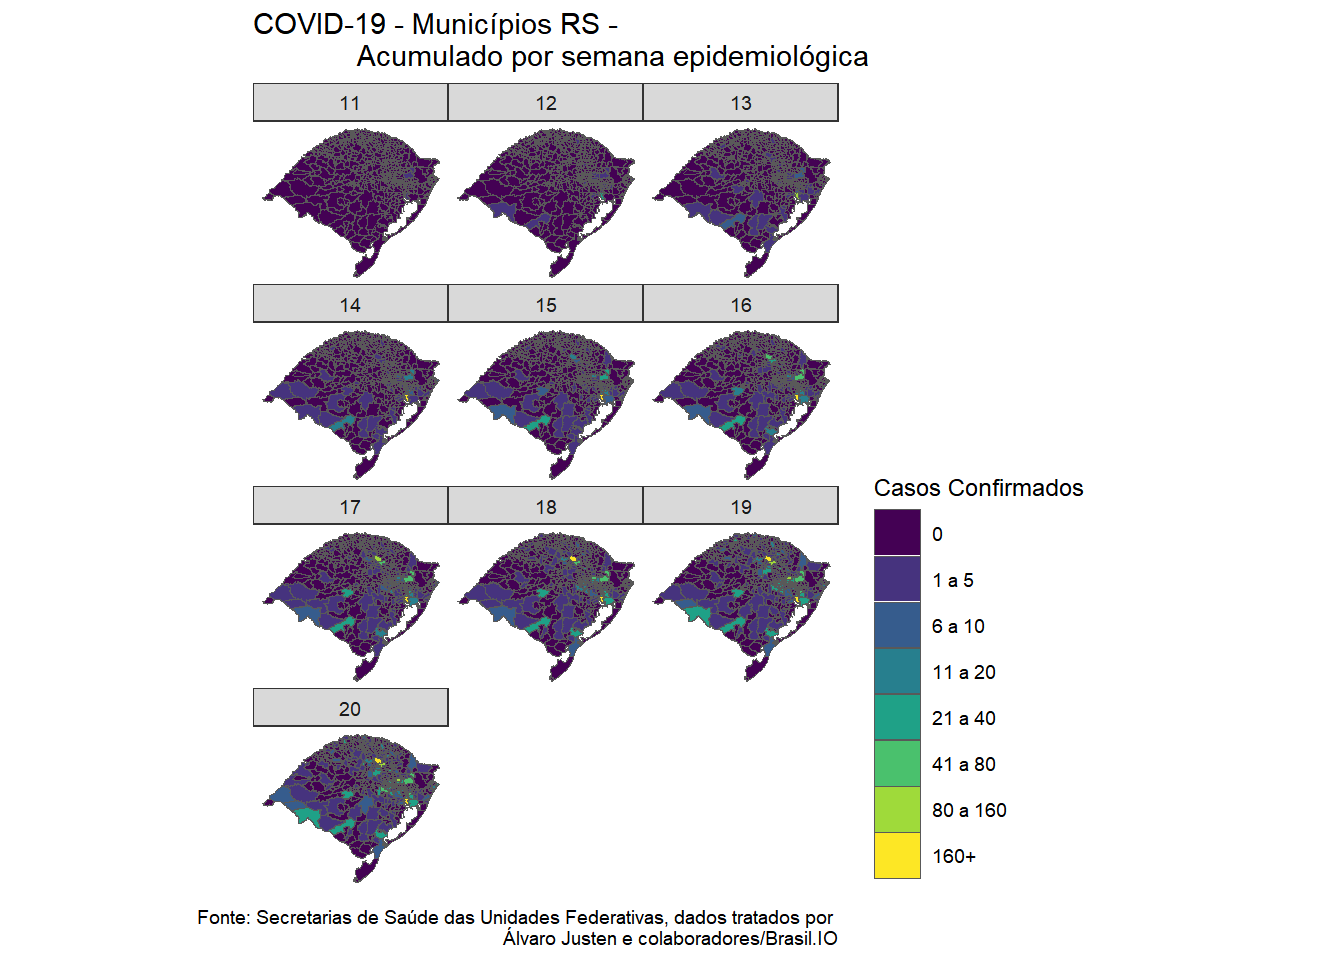 COVID-19 - Municípios RS -
Acumulado por semana epidemiológica
11
12
13
14
15
16
17
18
19
20
Casos Confirmados
0
1 a 5
6 a 10
11 a 20
21 a 40
41 a 80
80 a 160
160+
Fonte: Secretarias de Saúde das Unidades Federativas, dados tratados por
Álvaro Justen e colaboradores/Brasil.IO